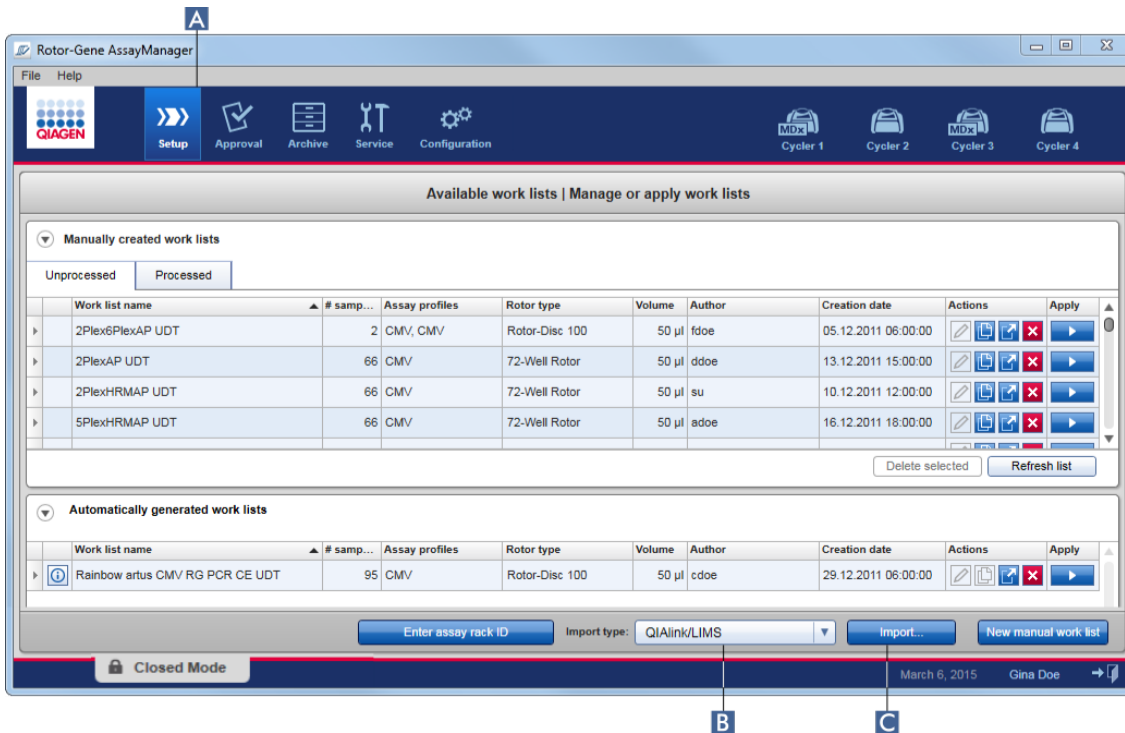 A
Rotor-Gene AssayManager
File Help
QIAGEN
Setup Approval Archive Service Configuration MDx Cycler 1 Cycler 2 MDx Cycler 3 Cycler 4
Available work lists | Manage or apply work lists
Manually created work lists
Unprocessed Processed
Work list name # samp... Assay profiles Rotor type Volume Author Creation date Actions Apply
2Plex6PlexAP UDT 2 CMV, CMV Rotor-Disc 100 50 µl fdoe 05.12.2011 06:00:00
2PlexAP UDT 66 CMV 72-Well Rotor 50 µl ddoe 13.12.2011 15:00:00
2PlexHRMAP UDT 66 CMV 72-Well Rotor 50 µl su 10.12.2011 12:00:00
5PlexHRMAP UDT 66 CMV 72-Well Rotor 50 µl adoe 16.12.2011 18:00:00
Delete selected Refresh list
Automatically generated work lists
Work list name # samp... Assay profiles Rotor type Volume Author Creation date Actions Apply
Rainbow artus CMV RG PCR CE UDT 95 CMV Rotor-Disc 100 50 µl cdoe 29.12.2011 06:00:00
Enter assay rack ID Import type: QIAlink/LIMS Import... New manual work list
Closed Mode March 6, 2015 Gina Doe
B C